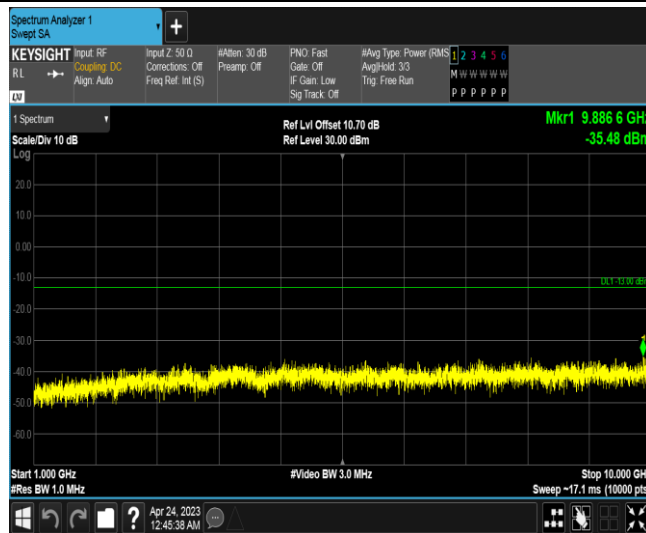 Spectrum Analyzer 1
Swept SA
+
KEYSIGHT Input: RF Input Z: 50 Ω #Atten: 30 dB PNO: Fast #Avg Type: Power (RMS 1 2 3 4 5 6
RL Coupling: DC Corrections: Off Preamp: Off Gate: Off Avg|Hold: 3/3 M W W W W W
Align: Auto Freq Ref: Int (S) IF Gain: Low Trig: Free Run
LXI Sig Track: Off P P P P P P
1 Spectrum Ref Lvl Offset 10.70 dB Mkr1 9.886 6 GHz
Scale/Div 10 dB Ref Level 30.00 dBm -35.48 dBm
Log
20.0
10.0
0.00
-10.0 DL1 -13.00 dBm
-20.0
-30.0
1
-40.0
-50.0
-60.0
Start 1.000 GHz #Video BW 3.0 MHz Stop 10.000 GHz
#Res BW 1.0 MHz Sweep ~17.1 ms (10000 pts)
? Apr 24, 2023
12:45:38 AM